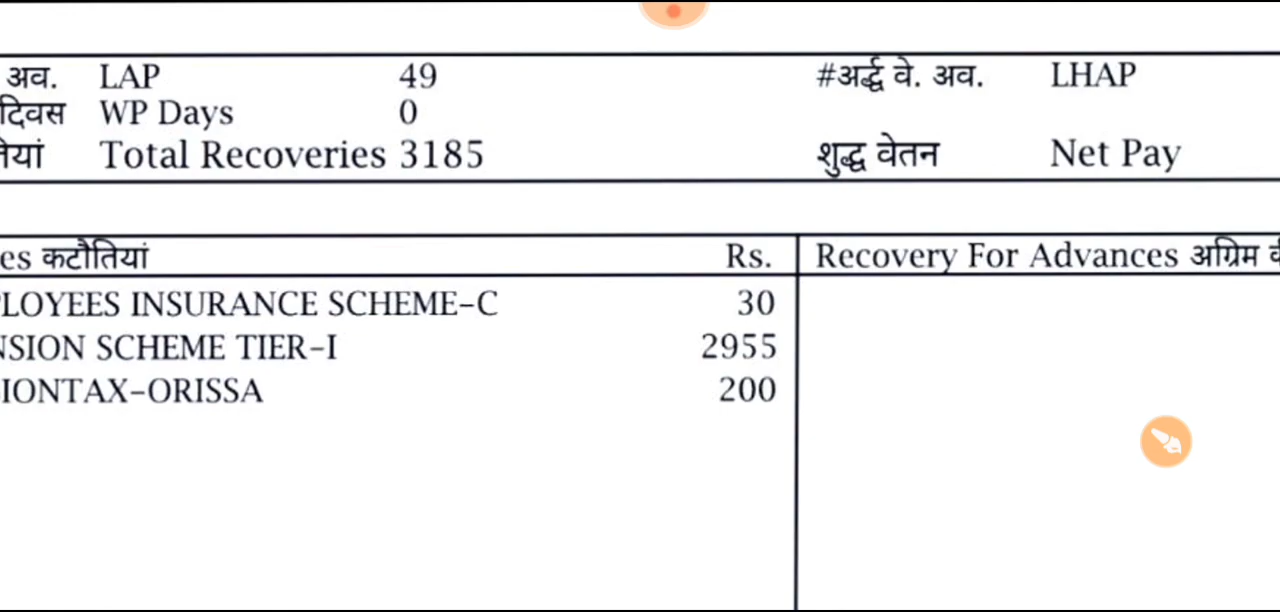 अव. LAP 49 #अर्द्ध वे. अव. LHAP
दिवस WP Days 0
तियां Total Recoveries 3185 शुद्ध वेतन Net Pay
es कटौतियां Rs. Recovery For Advances अग्रिम
LOYEES INSURANCE SCHEME-C 30
NSION SCHEME TIER-I 2955
IONTAX-ORISSA 200